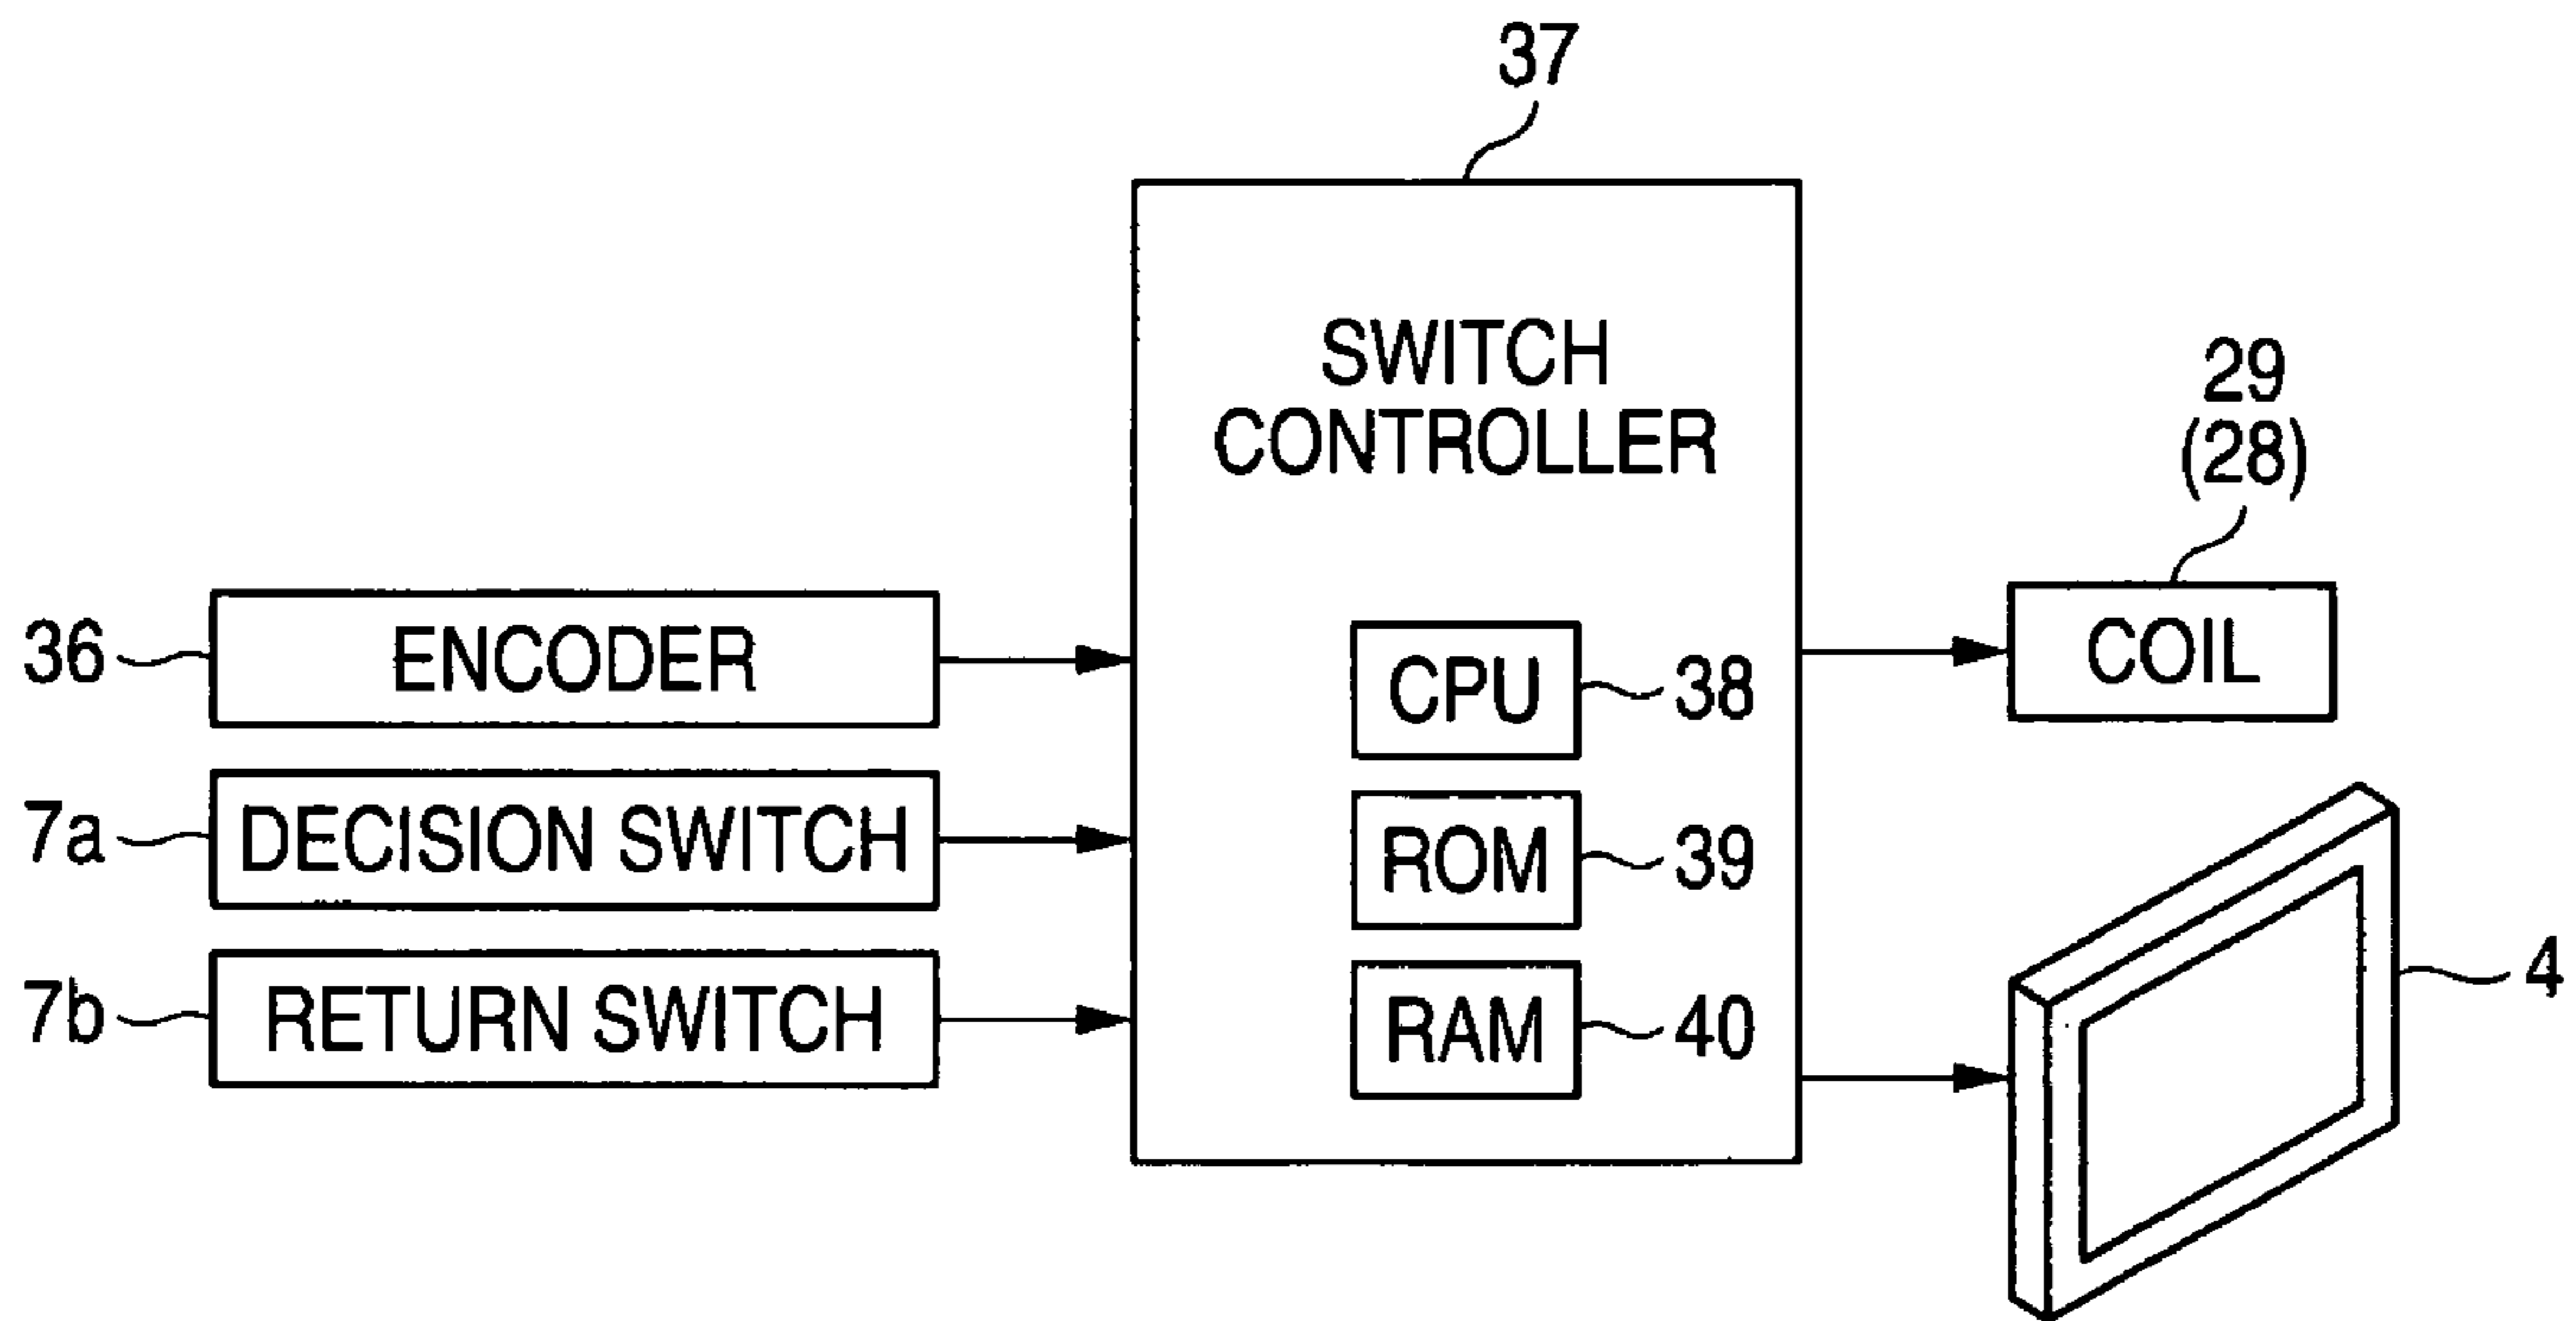 37
SWITCH
CONTROLLER
29
(28)
36
ENCODER
CPU
38
COIL
7a
DECISION SWITCH
ROM
39
7b
RETURN SWITCH
RAM
40
4